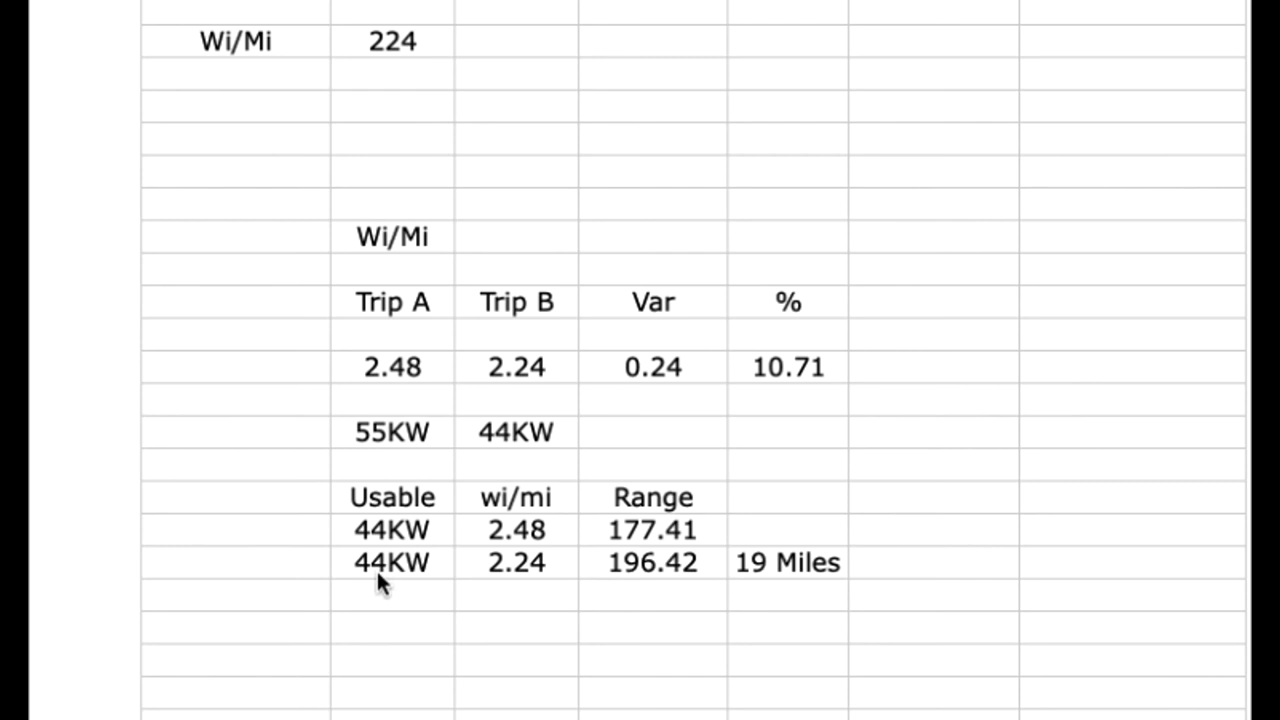 Wi/Mi 224
Wi/Mi
Trip A Trip B Var %
2.48 2.24 0.24 10.71
55KW 44KW
Usable wi/mi Range
44KW 2.48 177.41
44KW 2.24 196.42 19 Miles